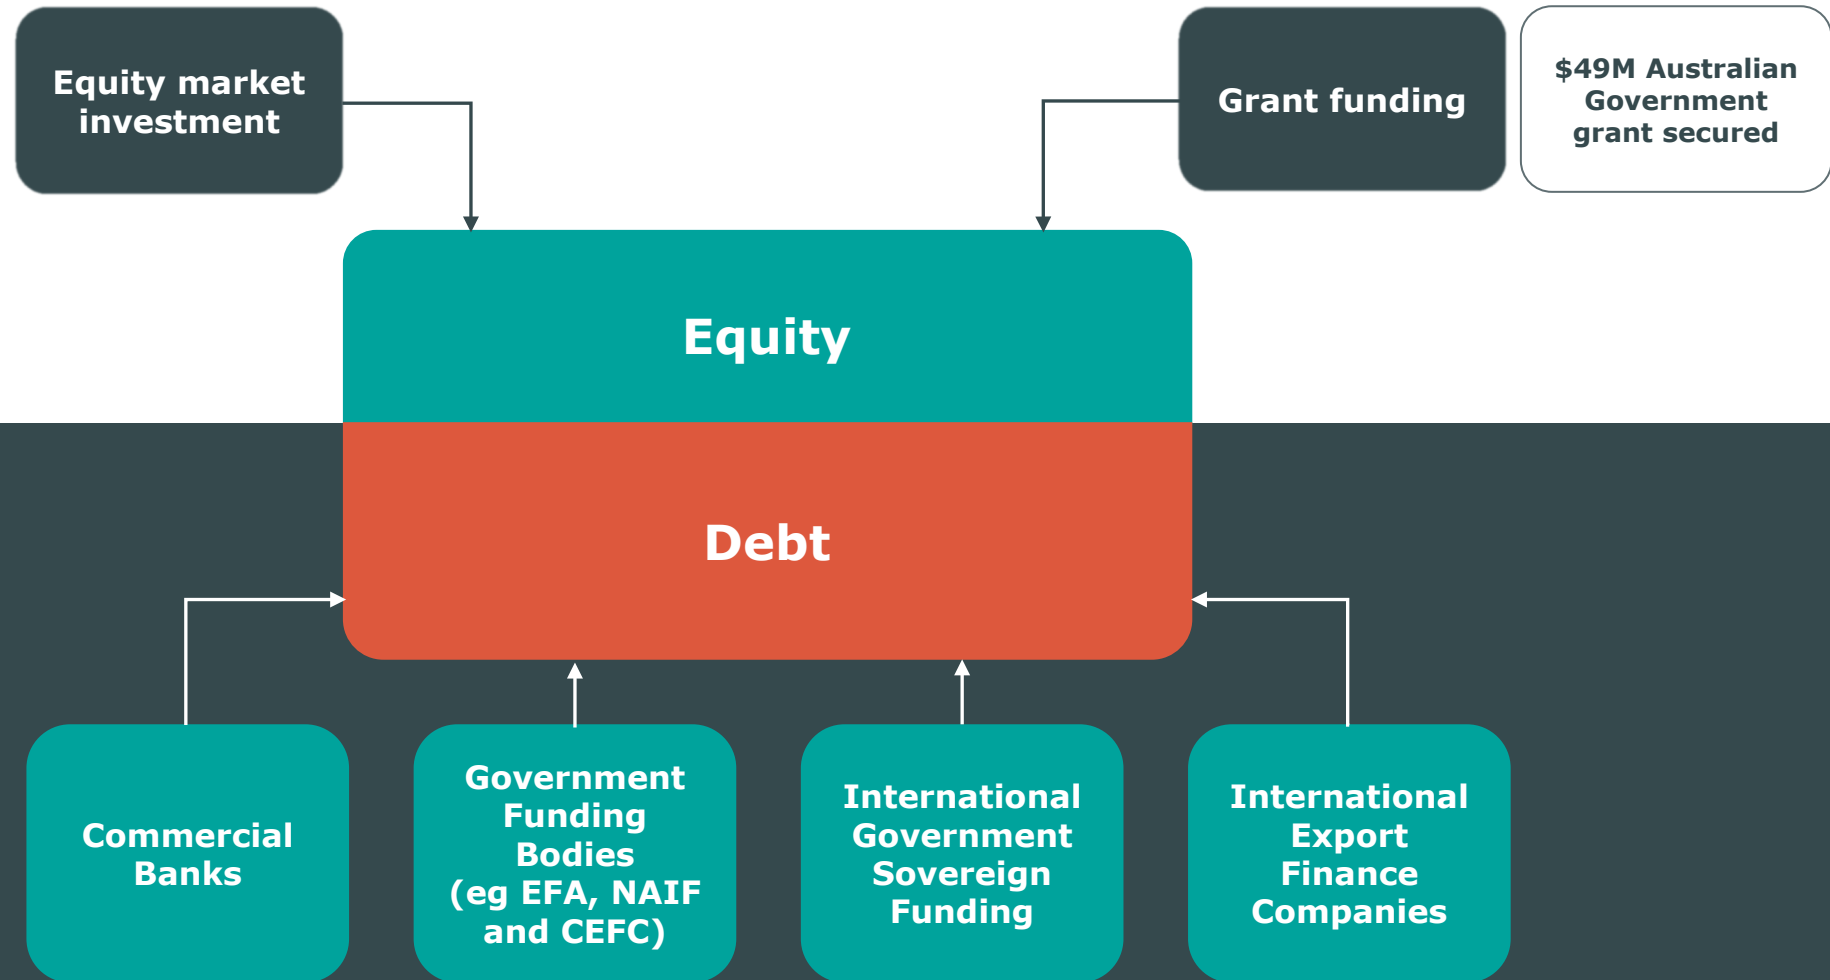 Equity market
investment
Grant funding
$49M Australian
Government
grant secured
Equity
Debt
Commercial
Banks
Government
Funding
Bodies
(eg EFA, NAIF
and CEFC)
International
Government
Sovereign
Funding
International
Export
Finance
Companies